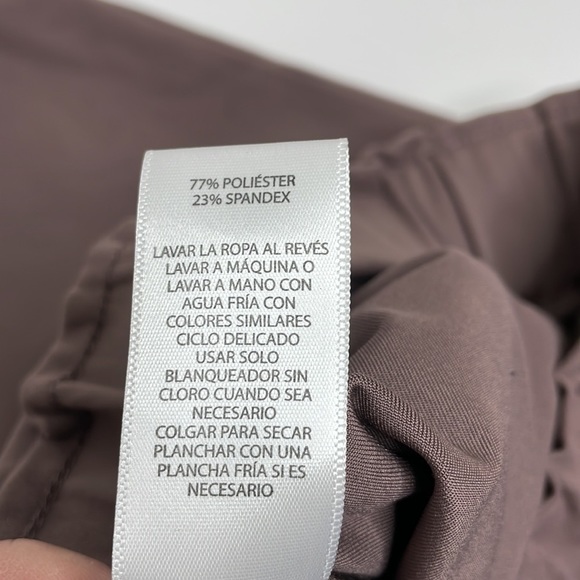 77% POLIÉSTER
23% SPANDEX
LAVAR LA ROPA AL REVÉS
LAVAR A MÁQUINA O
LAVAR A MANO CON
AGUA FRÍA CON
COLORES SIMILARES
CICLO DELICADO
USAR SOLO
BLANQUEADOR SIN
CLORO CUANDO SEA
NECESARIO
COLGAR PARA SECAR
PLANCHAR CON UNA
PLANCHA FRÍA SI ES
NECESARIO